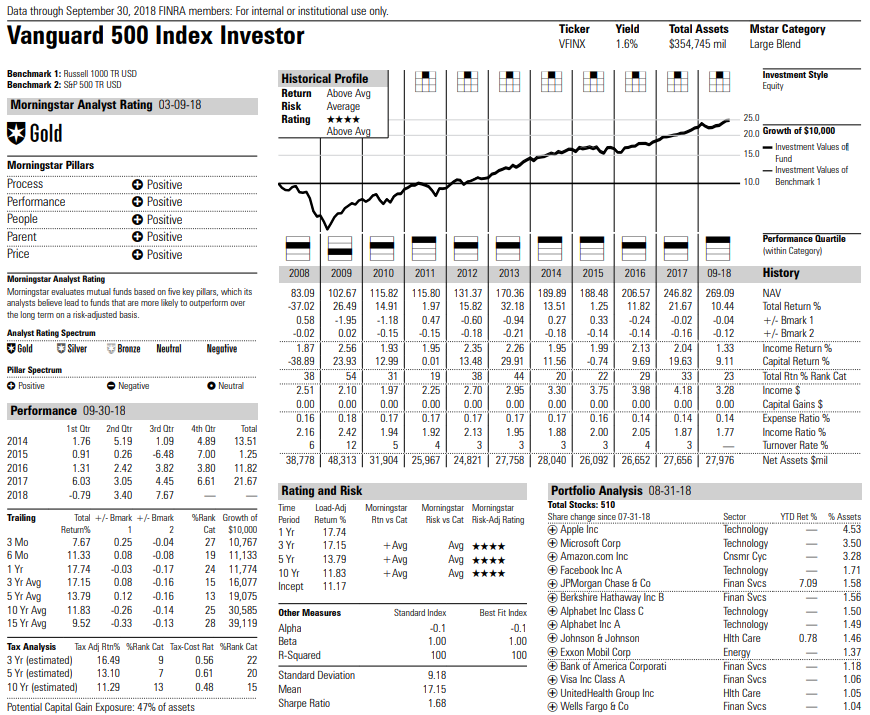 Data through September 30, 2018 FINRA members: For internal or institutional use only.
Vanguard 500 Index Investor
Ticker Yield Total Assets Mstar Category
VFINX 1.6% $354,745 mil Large Blend
Benchmark 1: Russell 1000 TR USD
Benchmark 2: S&P 500 TR USD
Morningstar Analyst Rating 03-09-18
Gold
Morningstar Pillars
Process Positive
Performance Positive
People Positive
Parent Positive
Price Positive
Morningstar Analyst Rating
Morningstar evaluates mutual funds based on five key pillars, which its
analysts believe lead to funds that are more likely to outperform over
the long term on a risk-adjusted basis.
Analyst Rating Spectrum
Gold Silver Bronze Neutral Negative
Pillar Spectrum
Positive Negative Neutral
Performance 09-30-18
1st Qtr 2nd Qtr 3rd Qtr 4th Qtr Total
2014 1.76 5.19 1.09 4.89 13.51
2015 0.91 0.26 -6.48 7.00 1.25
2016 1.31 2.42 3.82 3.80 11.82
2017 6.03 3.05 4.45 6.61 21.67
2018 -0.79 3.40 7.67 — —
Trailing Total +/- Bmark +/- Bmark %Rank Growth of
Return% 1 2 Cat $10,000
3 Mo 7.67 0.25 -0.04 27 10,767
6 Mo 11.33 0.08 -0.08 19 11,133
1 Yr 17.74 -0.03 -0.17 24 11,774
3 Yr Avg 17.15 0.08 -0.16 15 16,077
5 Yr Avg 13.79 0.12 -0.16 13 19,075
10 Yr Avg 11.83 -0.26 -0.14 25 30,585
15 Yr Avg 9.52 -0.33 -0.13 28 39,119
Tax Analysis Tax Adj Rtn% %Rank Cat Tax-Cost Rat %Rank Cat
3 Yr (estimated) 16.49 9 0.56 22
5 Yr (estimated) 13.10 7 0.61 20
10 Yr (estimated) 11.29 13 0.48 15
Potential Capital Gain Exposure: 47% of assets
Historical Profile
Return Above Avg
Risk Average
Rating ★★★★
Above Avg
25.0
20.0
15.0
10.0
Investment Style
Equity
Growth of $10,000
Investment Values of
Fund
Investment Values of
Benchmark 1
Performance Quartile
(within Category)
2008 2009 2010 2011 2012 2013 2014 2015 2016 2017 09-18 History
83.09 102.67 115.82 115.80 131.37 170.36 189.89 188.48 206.57 246.82 269.09 NAV
-37.02 26.49 14.91 1.97 15.82 32.18 13.51 1.25 11.82 21.67 10.44 Total Return %
0.58 -1.95 -1.18 0.47 -0.60 -0.94 0.27 0.33 -0.24 -0.02 -0.04 +/- Bmark 1
-0.02 0.02 -0.15 -0.15 -0.18 -0.21 -0.18 -0.14 -0.14 -0.16 -0.12 +/- Bmark 2
1.87 2.56 1.93 1.95 2.35 2.26 1.95 1.99 2.13 2.04 1.33 Income Return %
-38.89 23.93 12.99 0.01 13.48 29.91 11.56 -0.74 9.69 19.63 9.11 Capital Return %
38 54 31 19 38 44 20 22 29 33 23 Total Rtn % Rank Cat
2.51 2.10 1.97 2.25 2.70 2.95 3.30 3.75 3.98 4.18 3.28 Income $
0.00 0.00 0.00 0.00 0.00 0.00 0.00 0.00 0.00 0.00 0.00 Capital Gains $
0.16 0.18 0.17 0.17 0.17 0.17 0.17 0.16 0.14 0.14 0.14 Expense Ratio %
2.16 2.42 1.94 1.92 2.13 1.95 1.88 2.00 2.05 1.87 1.77 Income Ratio %
6 12 5 4 3 3 3 3 4 3 — Turnover Rate %
38,778 48,313 31,904 25,967 24,821 27,758 28,040 26,092 26,652 27,656 27,976 Net Assets $mil
Rating and Risk
Time Load-Adj Morningstar Morningstar Morningstar
Period Return % Rtn vs Cat Risk vs Cat Risk-Adj Rating
1 Yr 17.74
3 Yr 17.15 +Avg Avg ★★★★
5 Yr 13.79 +Avg Avg ★★★★
10 Yr 11.83 +Avg Avg ★★★★
Incept 11.17
Other Measures Standard Index Best Fit Index
Alpha -0.1 -0.1
Beta 1.00 1.00
R-Squared 100 100
Standard Deviation 9.18
Mean 17.15
Sharpe Ratio 1.68
Portfolio Analysis 08-31-18
Total Stocks: 510
Share change since 07-31-18 Sector YTD Ret % % Assets
Apple Inc Technology — 4.53
Microsoft Corp Technology — 3.50
Amazon.com Inc Cnsmr Cyc — 3.28
Facebook Inc A Technology — 1.71
JPMorgan Chase & Co Finan Svcs 7.09 1.58
Berkshire Hathaway Inc B Finan Svcs — 1.56
Alphabet Inc Class C Technology — 1.50
Alphabet Inc A Technology — 1.49
Johnson & Johnson Hlth Care 0.78 1.46
Exxon Mobil Corp Energy — 1.37
Bank of America Corporati Finan Svcs — 1.18
Visa Inc Class A Finan Svcs — 1.06
UnitedHealth Group Inc Hlth Care — 1.05
Wells Fargo & Co Finan Svcs — 1.04